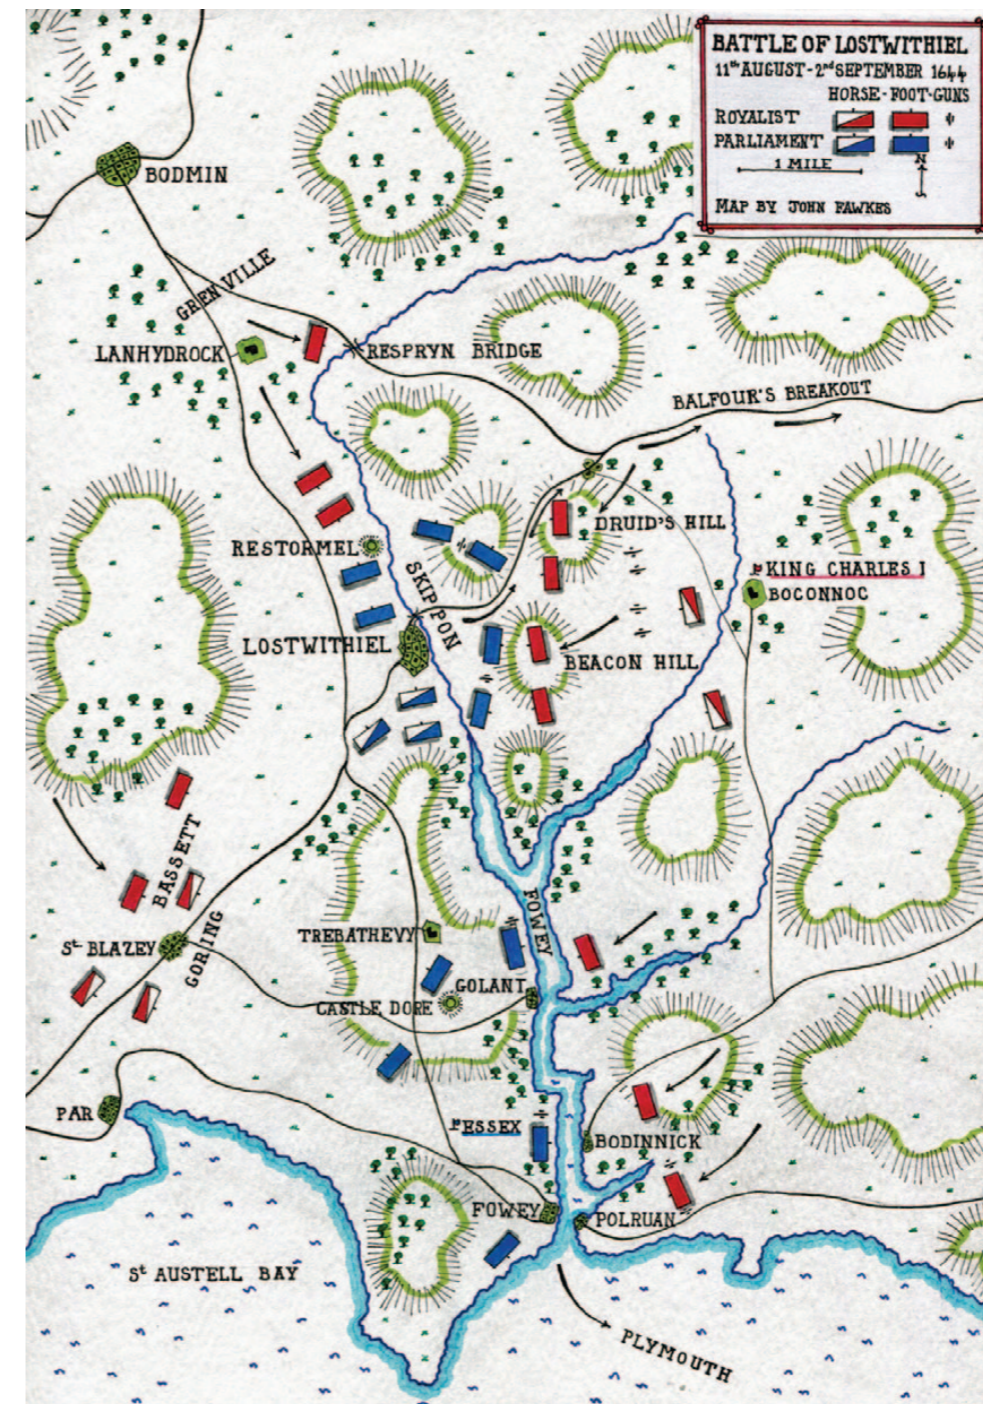 BATTLE OF LOSTWITHIEL
11th AUGUST - 2nd SEPTEMBER 1644
HORSE - FOOT - GUNS
ROYALIST
PARLIAMENT
1 MILE
N
S
MAP BY JOHN FAWKES
BODMIN
GRENVILLE
LANHYDROCK
RESPRYN BRIDGE
BALFOUR'S BREAKOUT
DRUID'S HILL
RESTORMEL
SKIPPON
KING CHARLES I
BOCONNOC
LOSTWITHIEL
BEACON HILL
BASSETT
FOWEY
St. BLAZEY
GORING
TREBATHEVY
GOLANT
CASTLE DORE
PAR
ESSEX
BODINNICK
FOWEY
POLRUAN
St AUSTELL BAY
PLYMOUTH